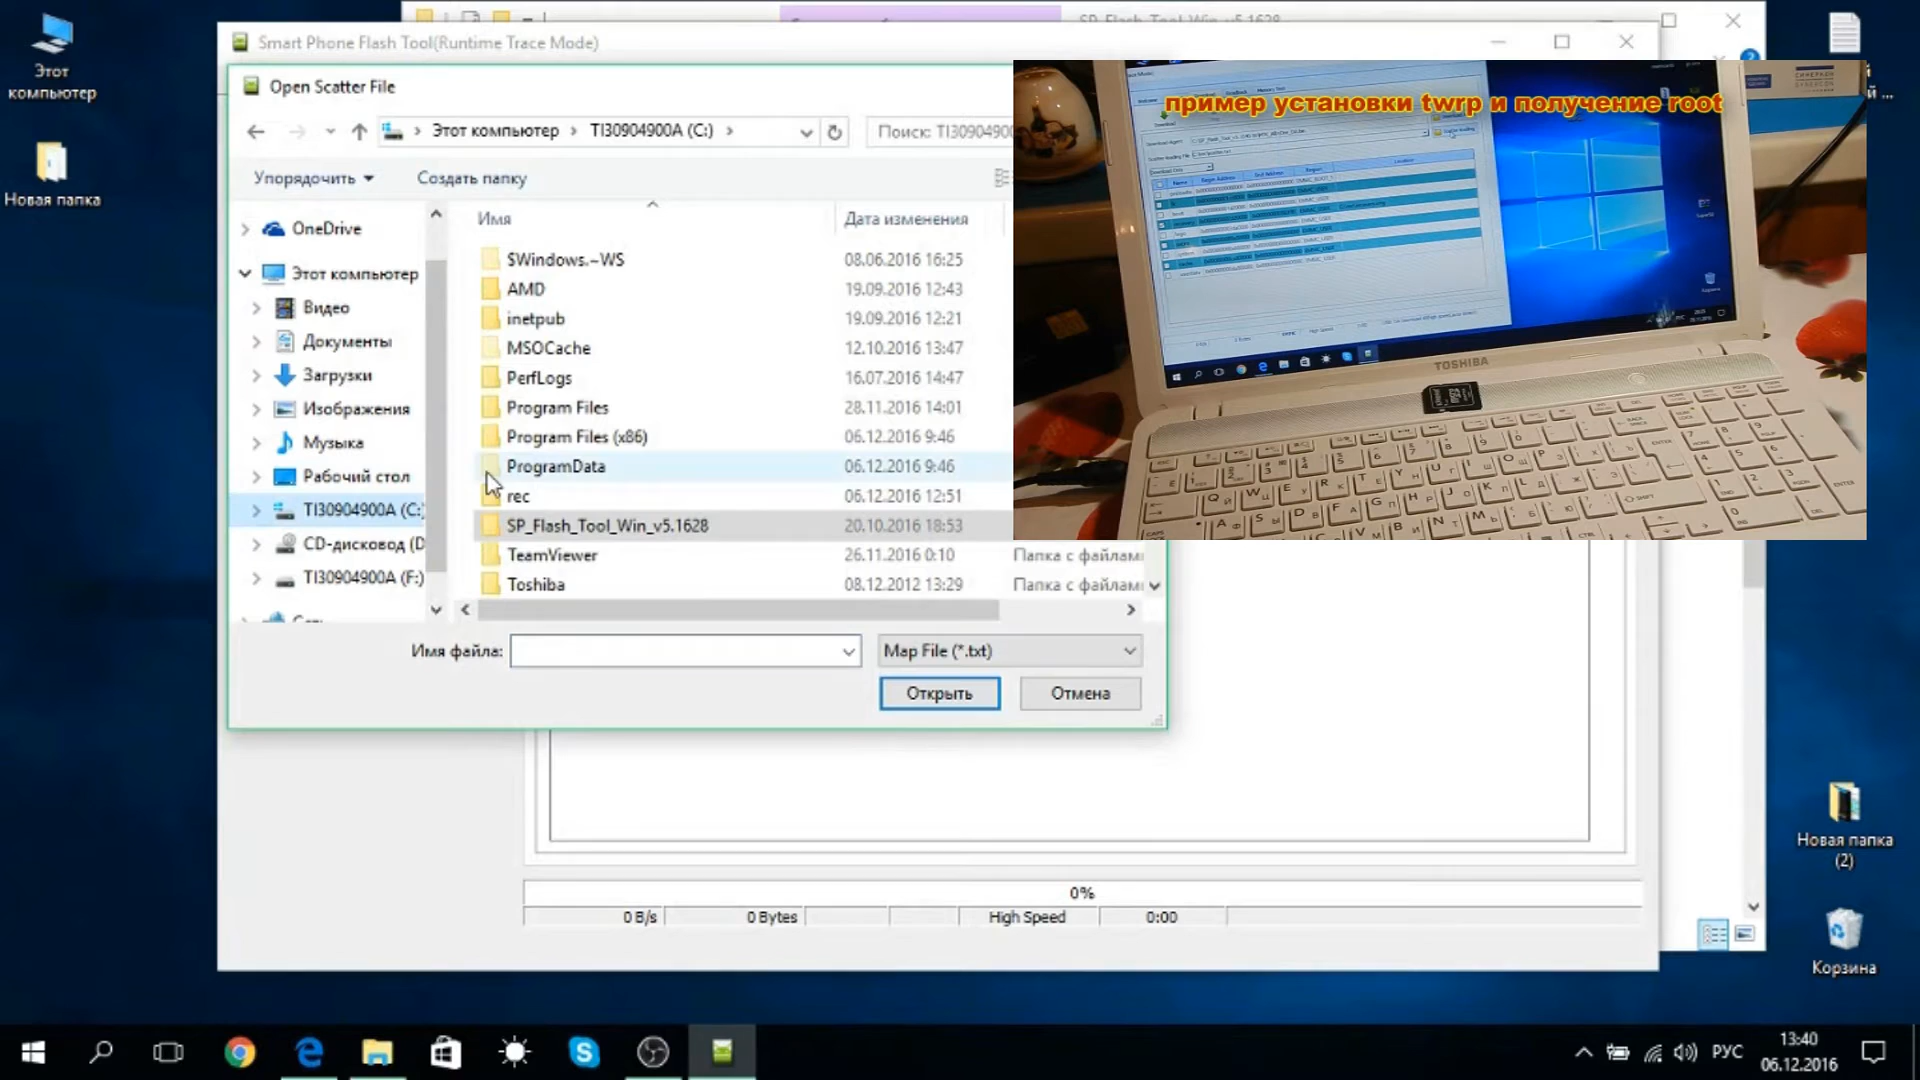 Этот
компьютер
Новая папка
SP_Flash_Tool_Win_v5.1628
Smart Phone Flash Tool(Runtime Trace Mode)
Open Scatter File
Этот компьютер > TI30904900A (C:) >
Поиск: TI3090490
Упорядочить
Создать папку
Имя
Дата изменения
OneDrive
Этот компьютер
Видео
Документы
Загрузки
Изображения
Музыка
Рабочий стол
TI30904900A (C:
CD-дисковод (D
TI30904900A (F:)
$Windows.~WS 08.06.2016 16:25
AMD 19.09.2016 12:43
inetpub 19.09.2016 12:21
MSOCache 12.10.2016 13:47
PerfLogs 16.07.2016 14:47
Program Files 28.11.2016 14:01
Program Files (x86) 06.12.2016 9:46
ProgramData 06.12.2016 9:46
rec 06.12.2016 12:51
SP_Flash_Tool_Win_v5.1628 20.10.2016 18:53
TeamViewer 26.11.2016 0:10 Папка с файлами
Toshiba 08.12.2012 13:29 Папка с файлами
Имя файла:
Map File (*.txt)
Открыть
Отмена
пример установки twrp и получение root
TOSHIBA
0%
0 B/s
0 Bytes
High Speed
0:00
Новая папка
(2)
Корзина
РУС
13:40
06.12.2016